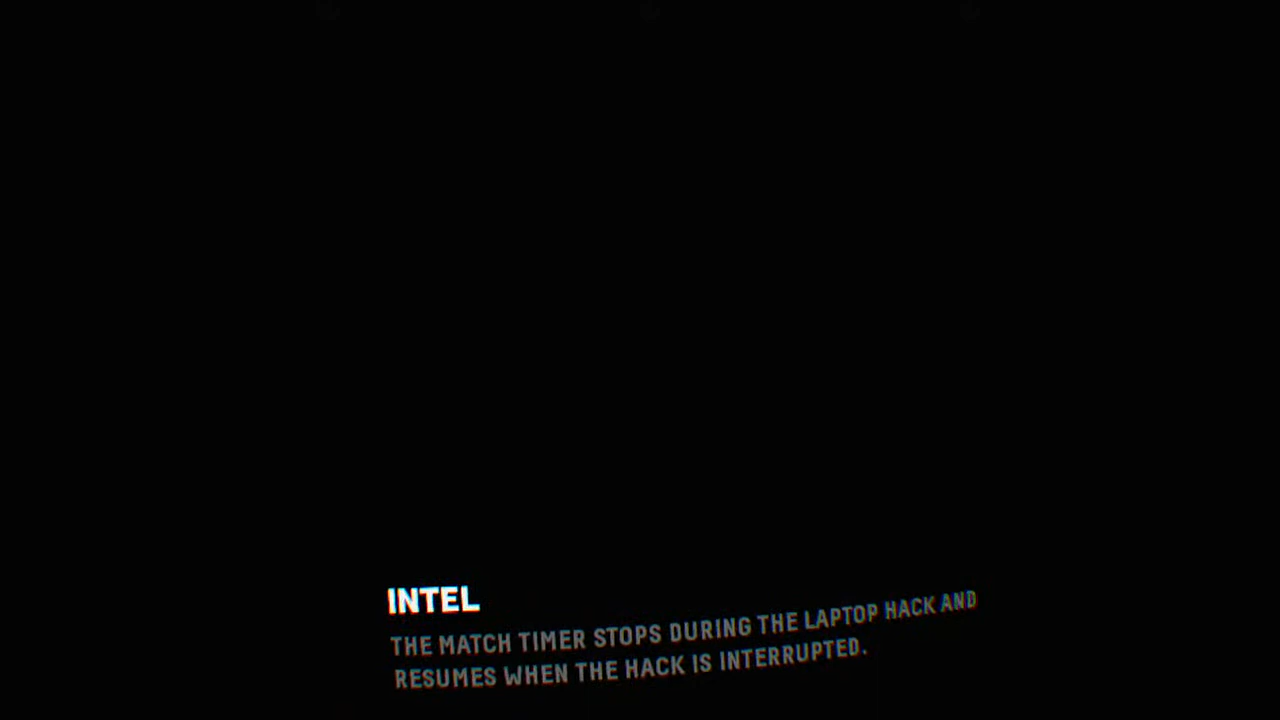 INTEL
THE MATCH TIMER STOPS DURING THE LAPTOP HACK AND
RESUMES WHEN THE HACK IS INTERRUPTED.